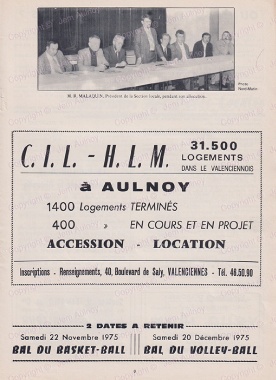 Photo
Nord-Matin
M. R. MALAQUIN, Président de la Section locale, pendant son allocution.
C.I.L. - H.L.M.
31.500
LOGEMENTS
DANS LE VALENCIENNOIS
à AULNOY
1400 Logements TERMINÉS
400 » EN COURS ET EN PROJET
ACCESSION - LOCATION
Inscriptions - Renseignements, 40, Boulevard de Saly, VALENCIENNES - Tél. 46.50.90
2 DATES A RETENIR
Samedi 22 Novembre 1975
BAL DU BASKET-BALL
Samedi 20 Décembre 1975
BAL DU VOLLEY-BALL